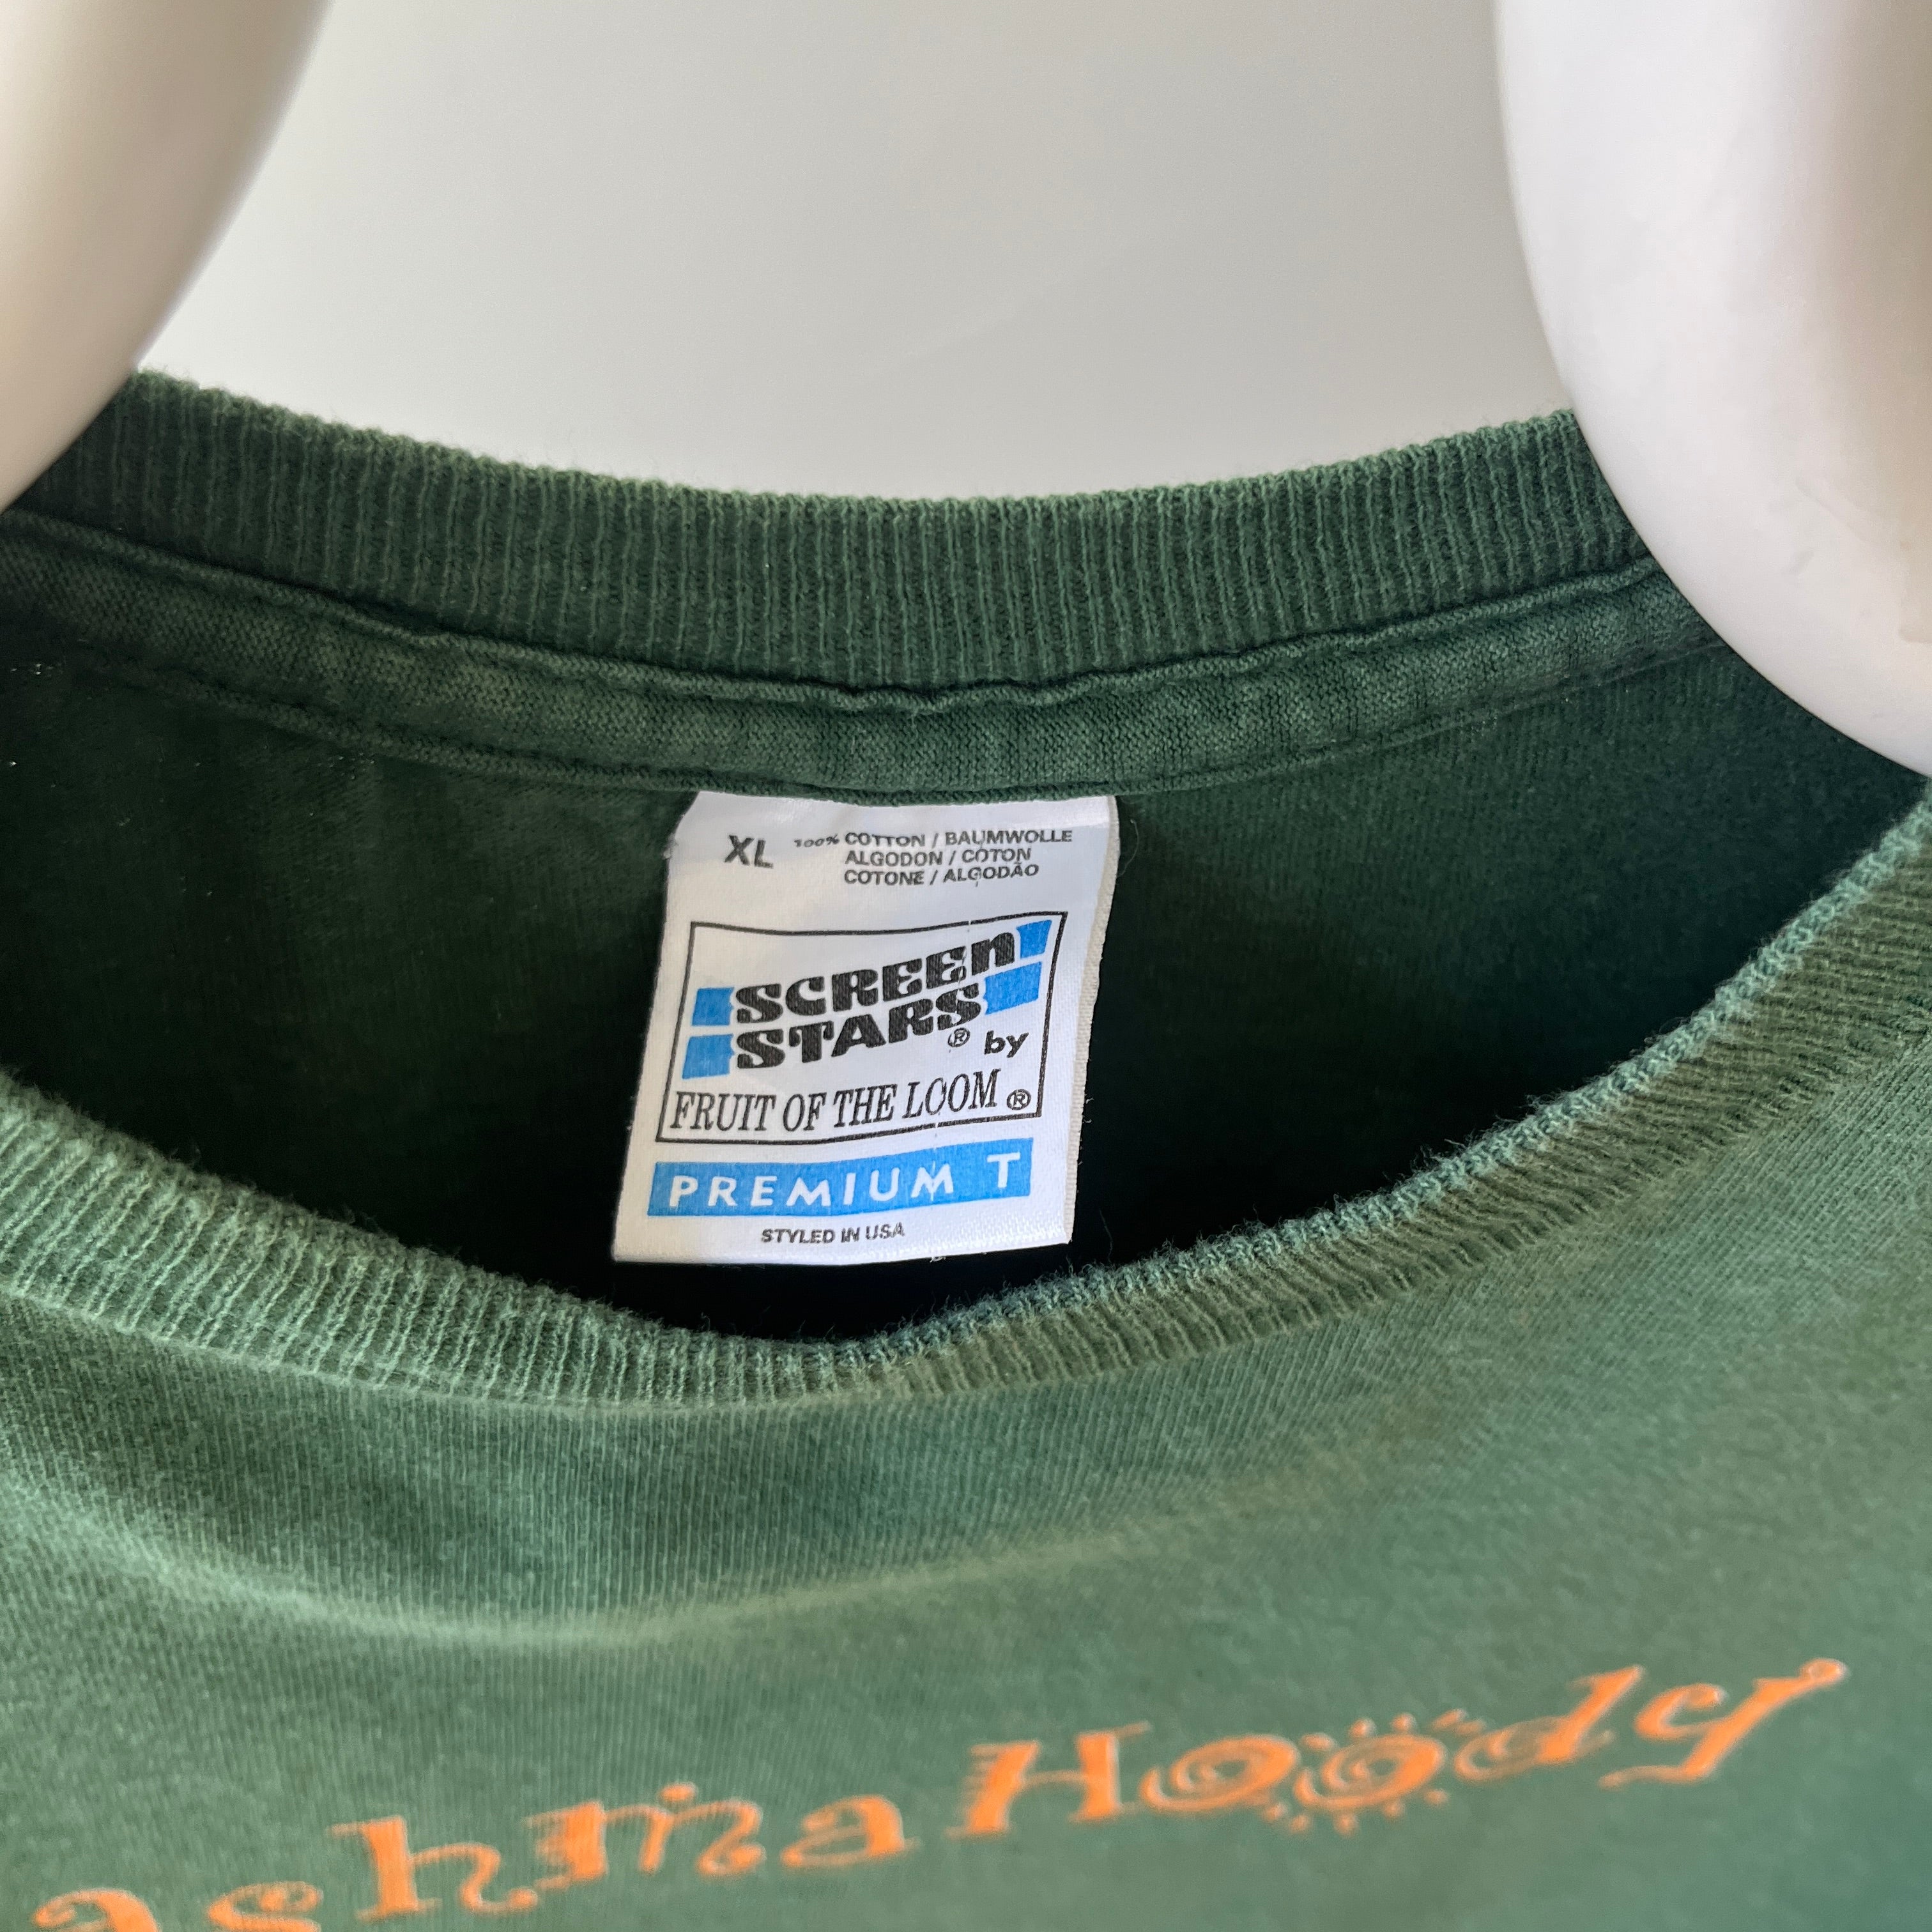 XL 100% COTTON / BAUMWOLLE
ALGODON / COTON
COTONE / ALGODÃO
SCREEN
STARS® by
FRUIT OF THE LOOM ®
PREMIUM T
STYLED IN USA
Hoody